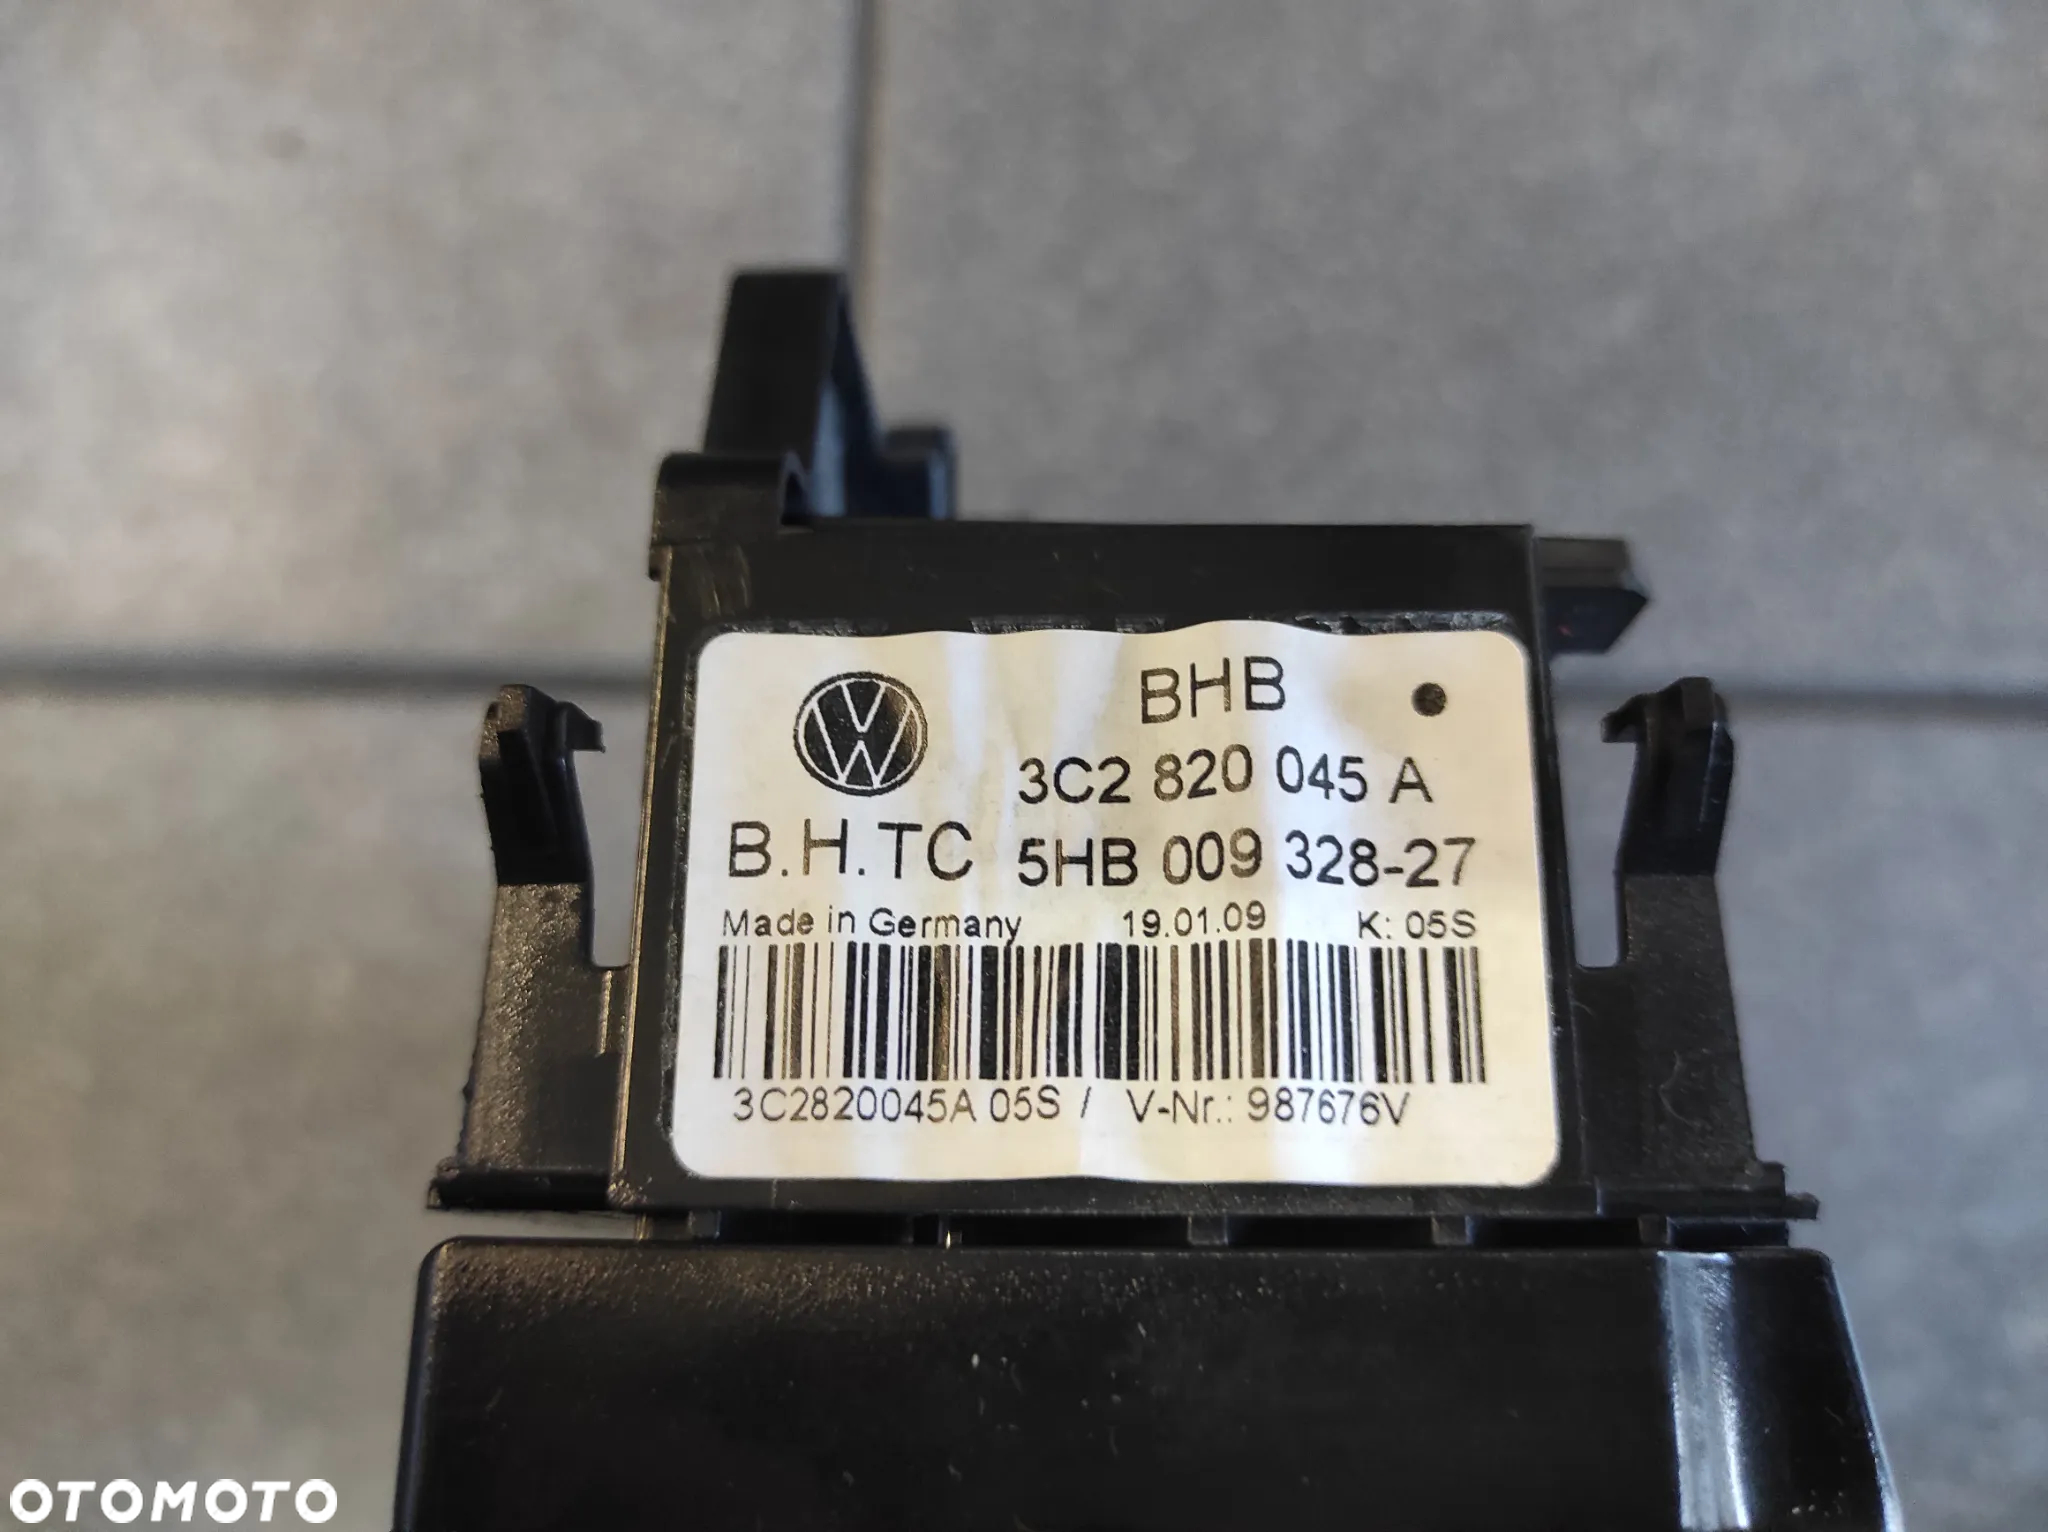 BHB
3C2 820 045 A
B.H.TC 5HB 009 328-27
Made in Germany 19.01.09 K: 05S
3C2820045A 05S / V-Nr.: 987676V
OTOMOTO